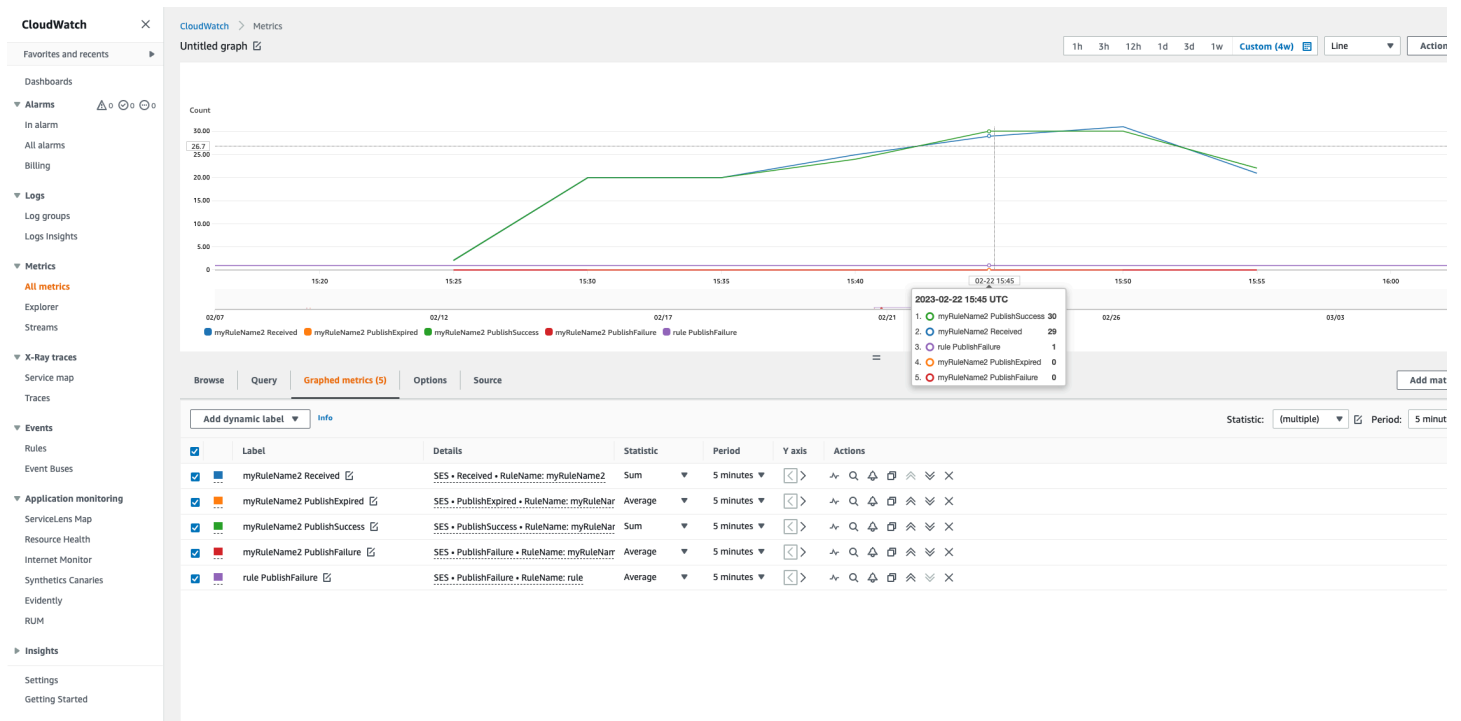 CloudWatch
Favorites and recents
Dashboards
Alarms 0 0 0
In alarm
All alarms
Billing
Logs
Log groups
Logs Insights
Metrics
All metrics
Explorer
Streams
X-Ray traces
Service map
Traces
Events
Rules
Event Buses
Application monitoring
ServiceLens Map
Resource Health
Internet Monitor
Synthetics Canaries
Evidently
RUM
Insights
Settings
Getting Started
CloudWatch > Metrics
Untitled graph
1h 3h 12h 1d 3d 1w Custom (4w) Line Action
Count
30.00
26.7
25.00
20.00
15.00
10.00
5.00
0
15:20 15:25 15:30 15:35 15:40 02-22 15:45 15:50 15:55 16:00
02/07 02/12 02/17 02/21 02/26 03/03
myRuleName2 Received myRuleName2 PublishExpired myRuleName2 PublishSuccess myRuleName2 PublishFailure rule PublishFailure
2023-02-22 15:45 UTC
1. myRuleName2 PublishSuccess 30
2. myRuleName2 Received 29
3. rule PublishFailure 1
4. myRuleName2 PublishExpired 0
5. myRuleName2 PublishFailure 0
Browse Query Graphed metrics (5) Options Source Add mat
Add dynamic label Info Statistic: (multiple) Period: 5 minut
Label Details Statistic Period Y axis Actions
myRuleName2 Received SES • Received • RuleName: myRuleName2 Sum 5 minutes
myRuleName2 PublishExpired SES • PublishExpired • RuleName: myRuleNar Average 5 minutes
myRuleName2 PublishSuccess SES • PublishSuccess • RuleName: myRuleNar Sum 5 minutes
myRuleName2 PublishFailure SES • PublishFailure • RuleName: myRuleNam Average 5 minutes
rule PublishFailure SES • PublishFailure • RuleName: rule Average 5 minutes